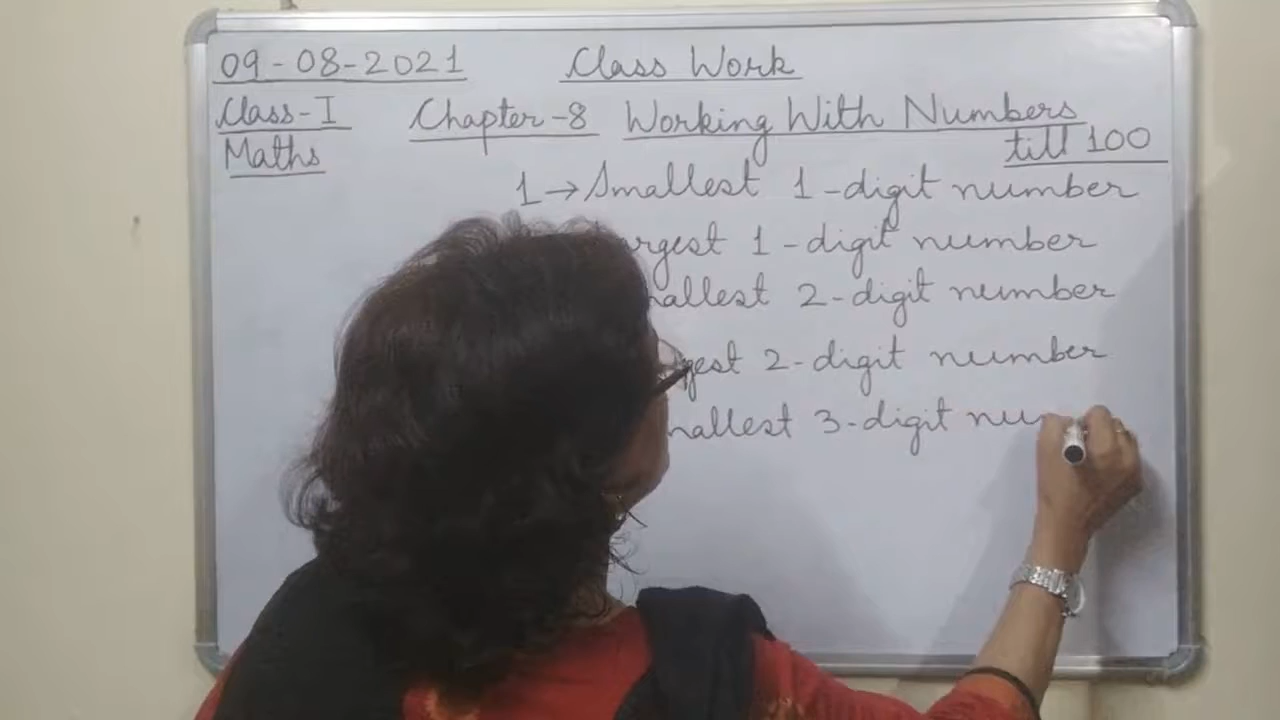 09-08-2021 Class Work
Class-I Chapter-8 Working With Numbers
Maths till 100
1 → Smallest 1-digit number
1-digit number
2-digit number
2-digit number
3-digit